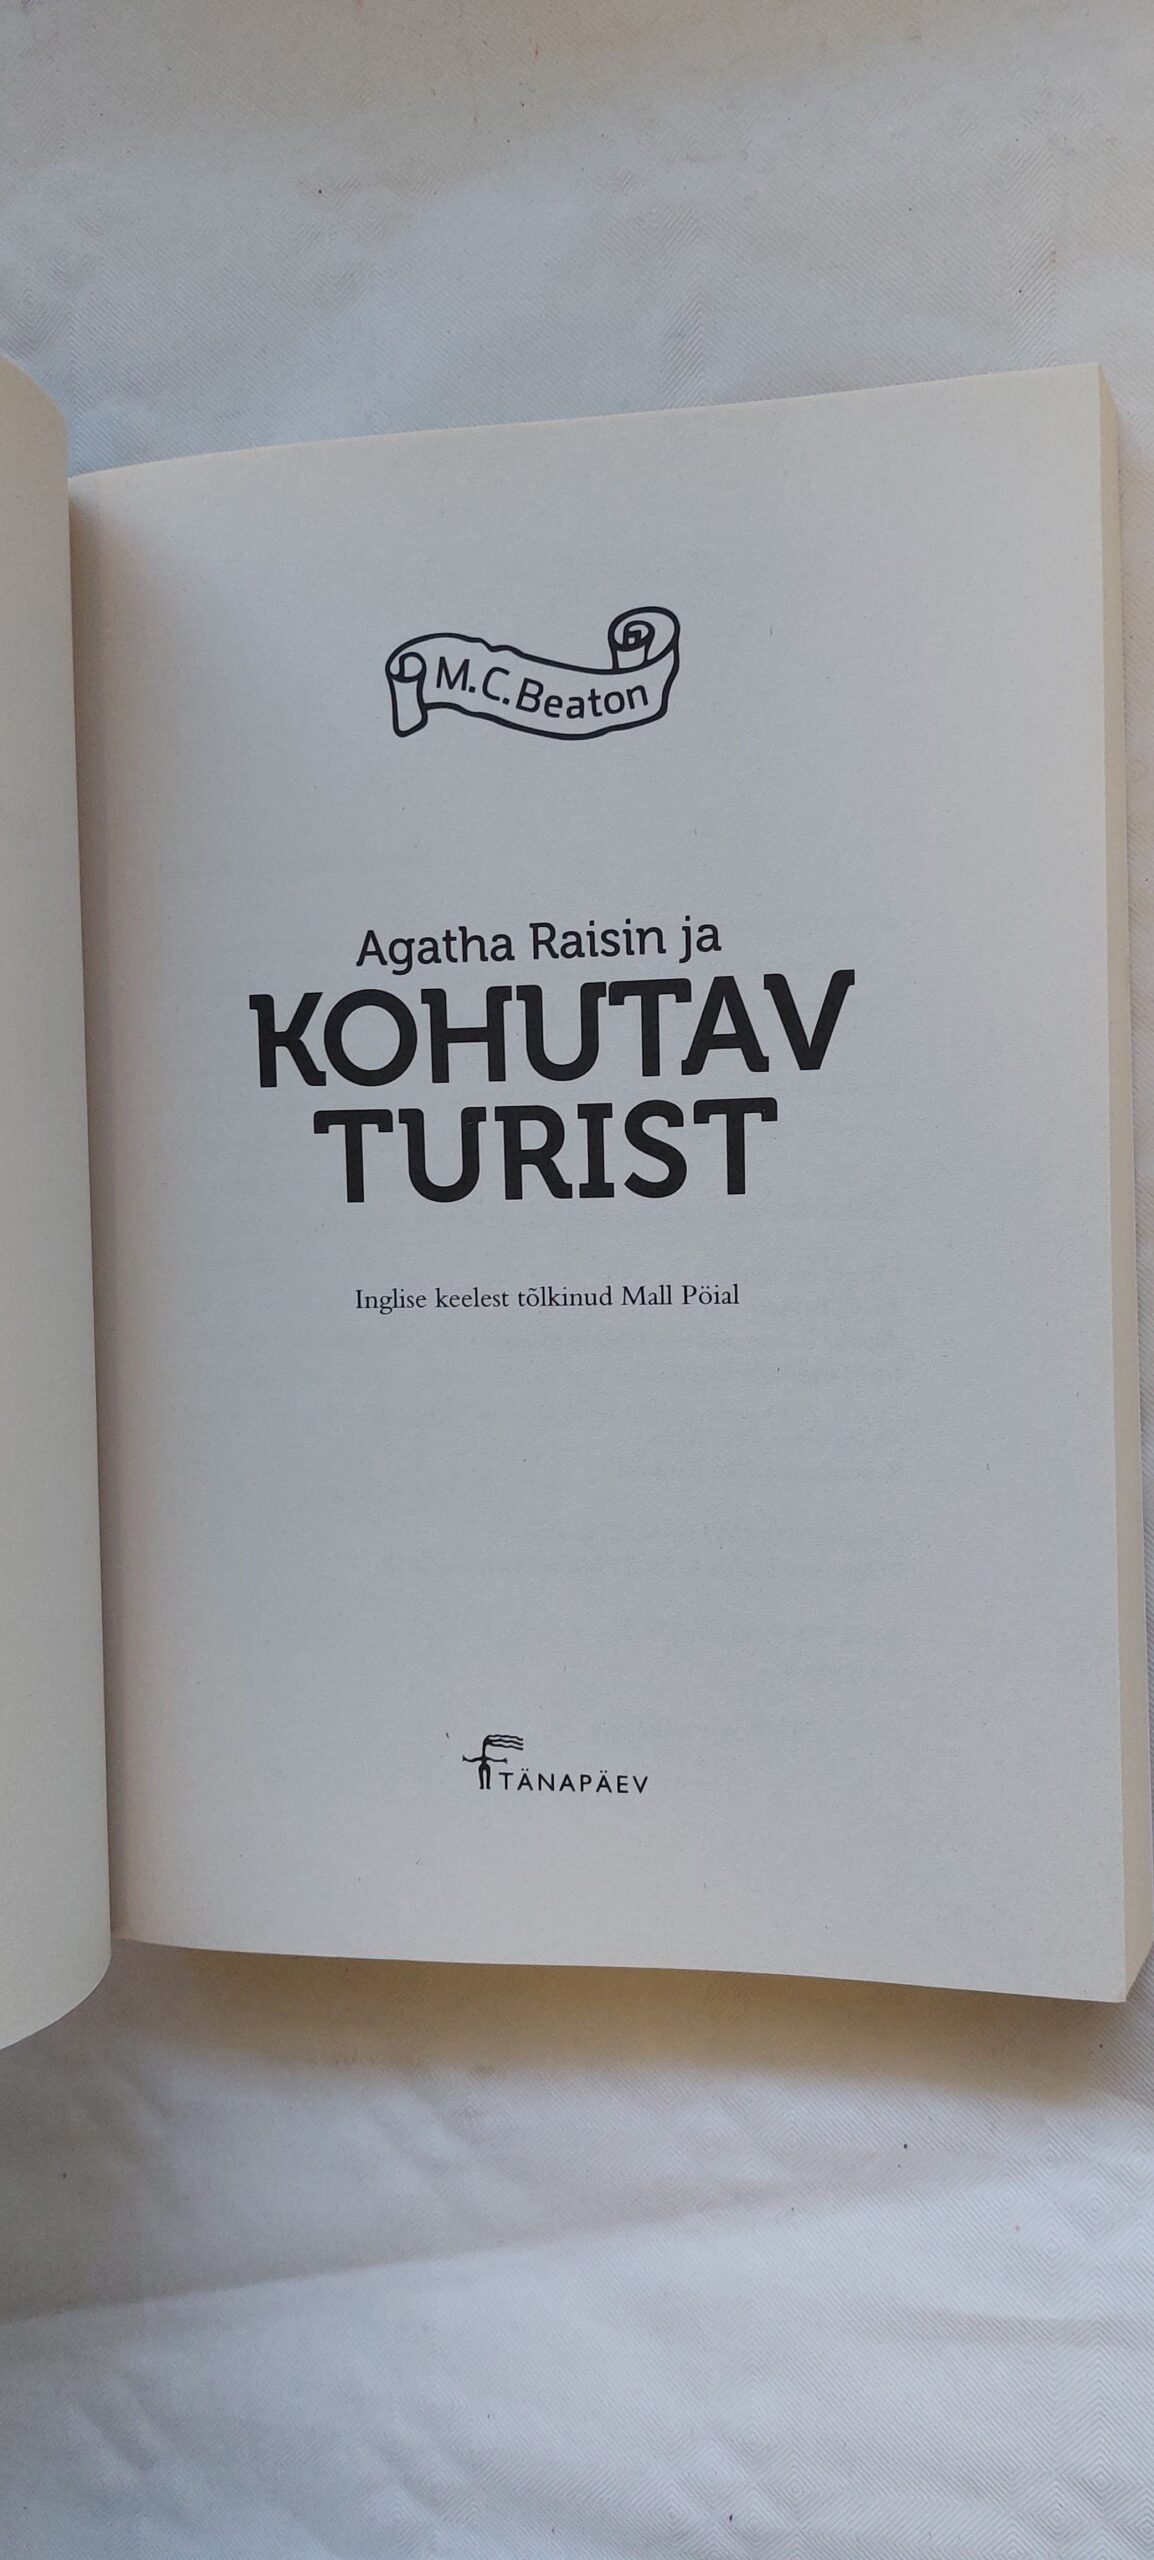 M.C.Beaton
Agatha Raisin ja
KOHUTAV
TURIST
Inglise keelest tõlkinud Mall Pöial
TÄNAPÄEV